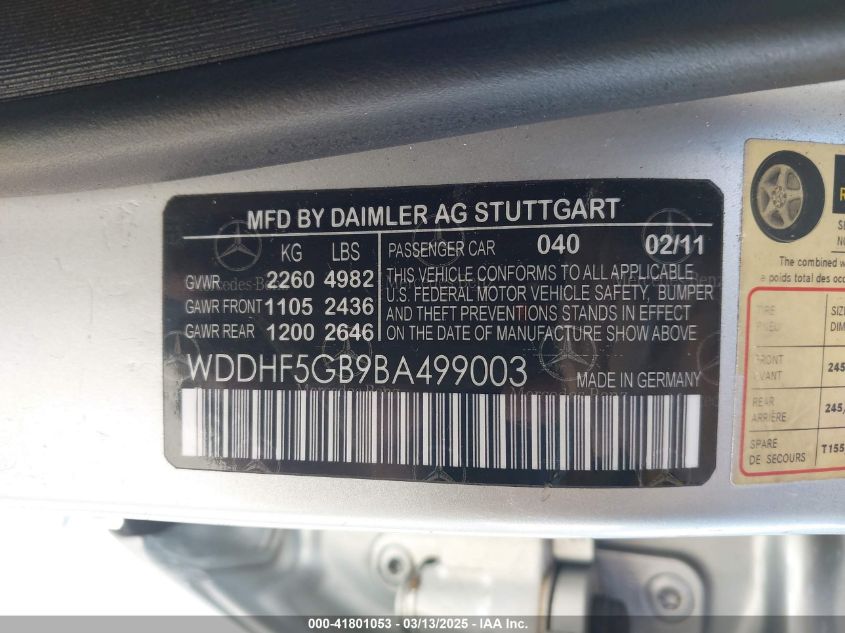 MFD BY DAIMLER AG STUTTGART
KG LBS
GVWR 2260 4982
GAWR FRONT 1105 2436
GAWR REAR 1200 2646
PASSENGER CAR 040 02/11
THIS VEHICLE CONFORMS TO ALL APPLICABLE
U.S. FEDERAL MOTOR VEHICLE SAFETY, BUMPER
AND THEFT PREVENTIONS STANDS IN EFFECT
ON THE DATE OF MANUFACTURE SHOW ABOVE
WDDHF5GB9BA499003 MADE IN GERMANY
The combined
poids total des
TIRE
SIZ
DIM
FRONT
AVANT
245
REAR
ARRIÈRE
245
SPARE
DE SECOURS
T155
000-41801053 — 03/13/2025 — IAA Inc.